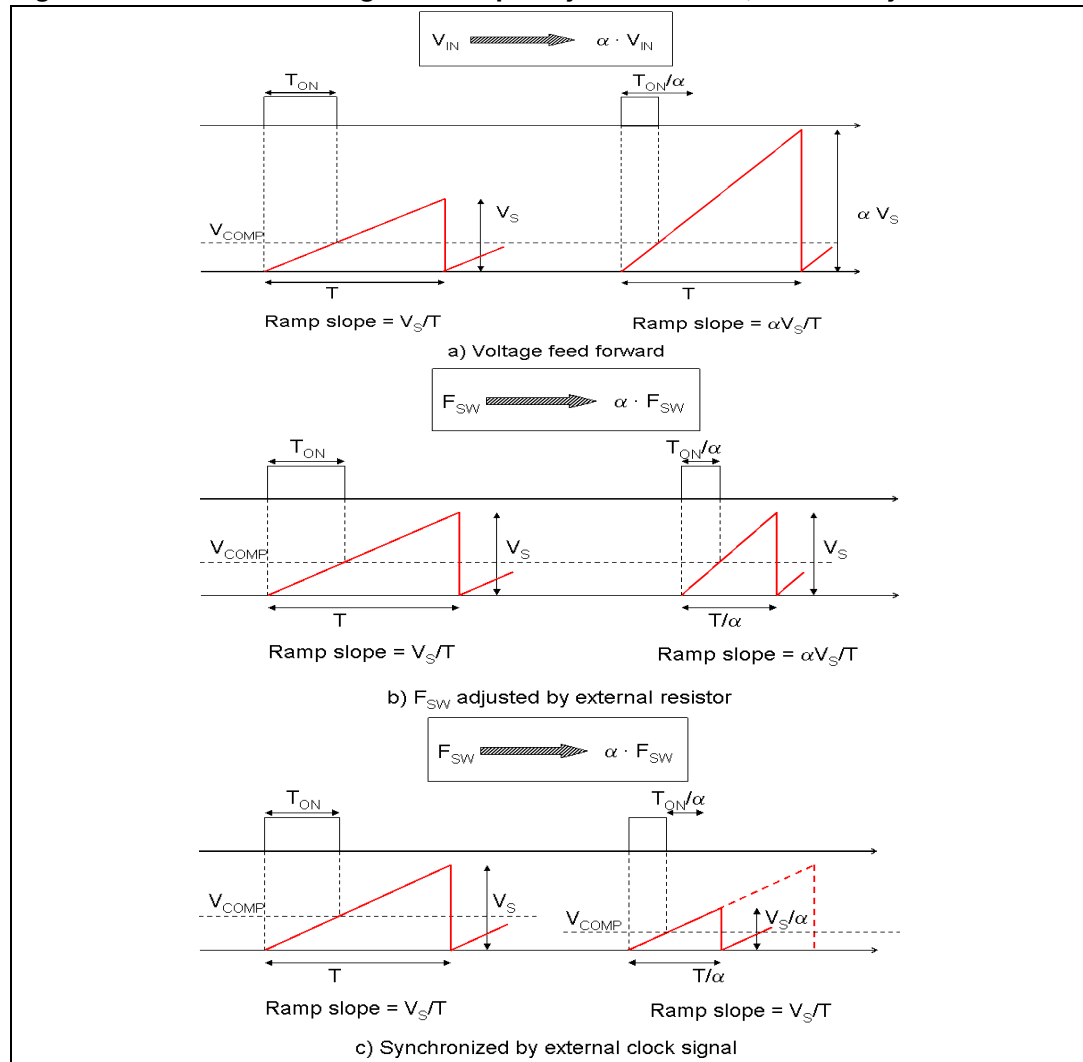 V_IN α · V_IN
T_ON T_ON/α
V_S α V_S
V_COMP
T T
Ramp slope = V_S/T Ramp slope = αV_S/T
a) Voltage feed forward
F_SW α · F_SW
T_ON T_ON/α
V_COMP V_S V_S
T T/α
Ramp slope = V_S/T Ramp slope = αV_S/T
b) F_SW adjusted by external resistor
F_SW α · F_SW
T_ON T_ON/α
V_COMP V_S V_COMP V_S/α
T T/α
Ramp slope = V_S/T Ramp slope = V_S/T
c) Synchronized by external clock signal